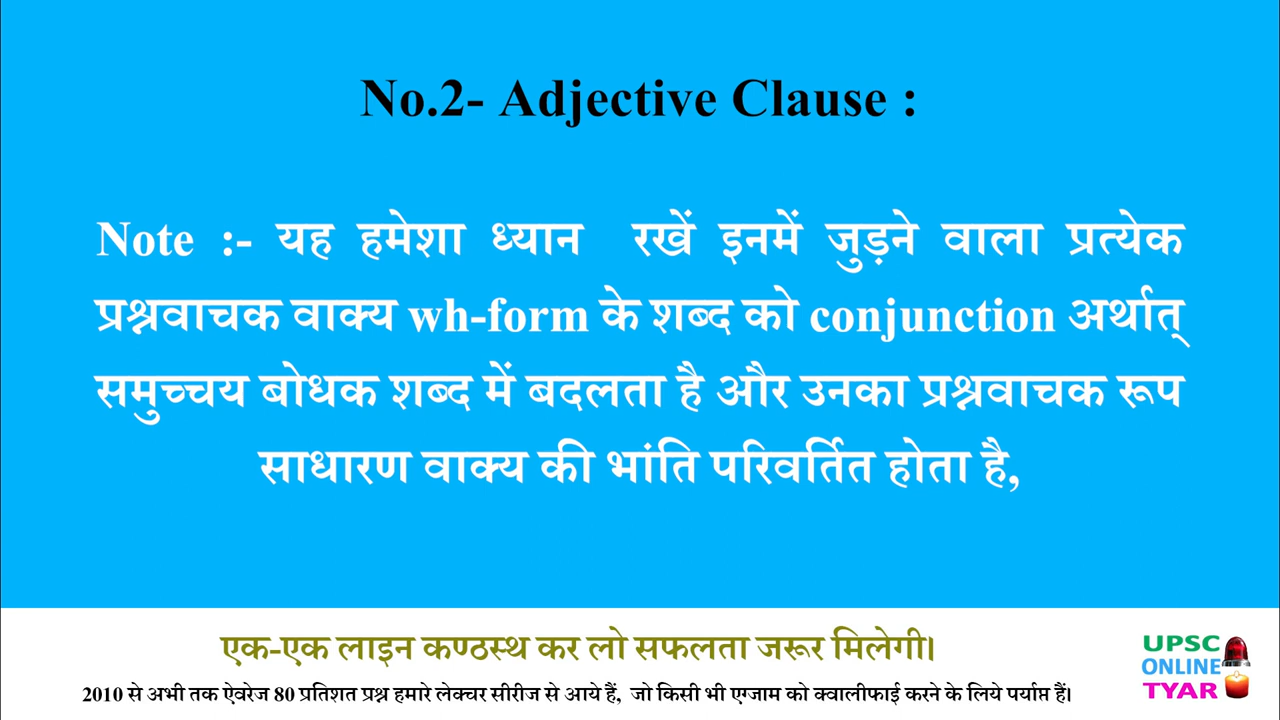 No.2- Adjective Clause :
Note :- यह हमेशा ध्यान रखें इनमें जुड़ने वाला प्रत्येक
प्रश्नवाचक वाक्य wh-form के शब्द को conjunction अर्थात्
समुच्चय बोधक शब्द में बदलता है और उनका प्रश्नवाचक रूप
साधारण वाक्य की भांति परिवर्तित होता है,
एक-एक लाइन कण्ठस्थ कर लो सफलता जरूर मिलेगी।
2010 से अभी तक ऐवरेज 80 प्रतिशत प्रश्न हमारे लेक्चर सीरीज से आये हैं, जो किसी भी एग्जाम को क्वालीफाई करने के लिये पर्याप्त हैं।
UPSC
ONLINE
TYAR